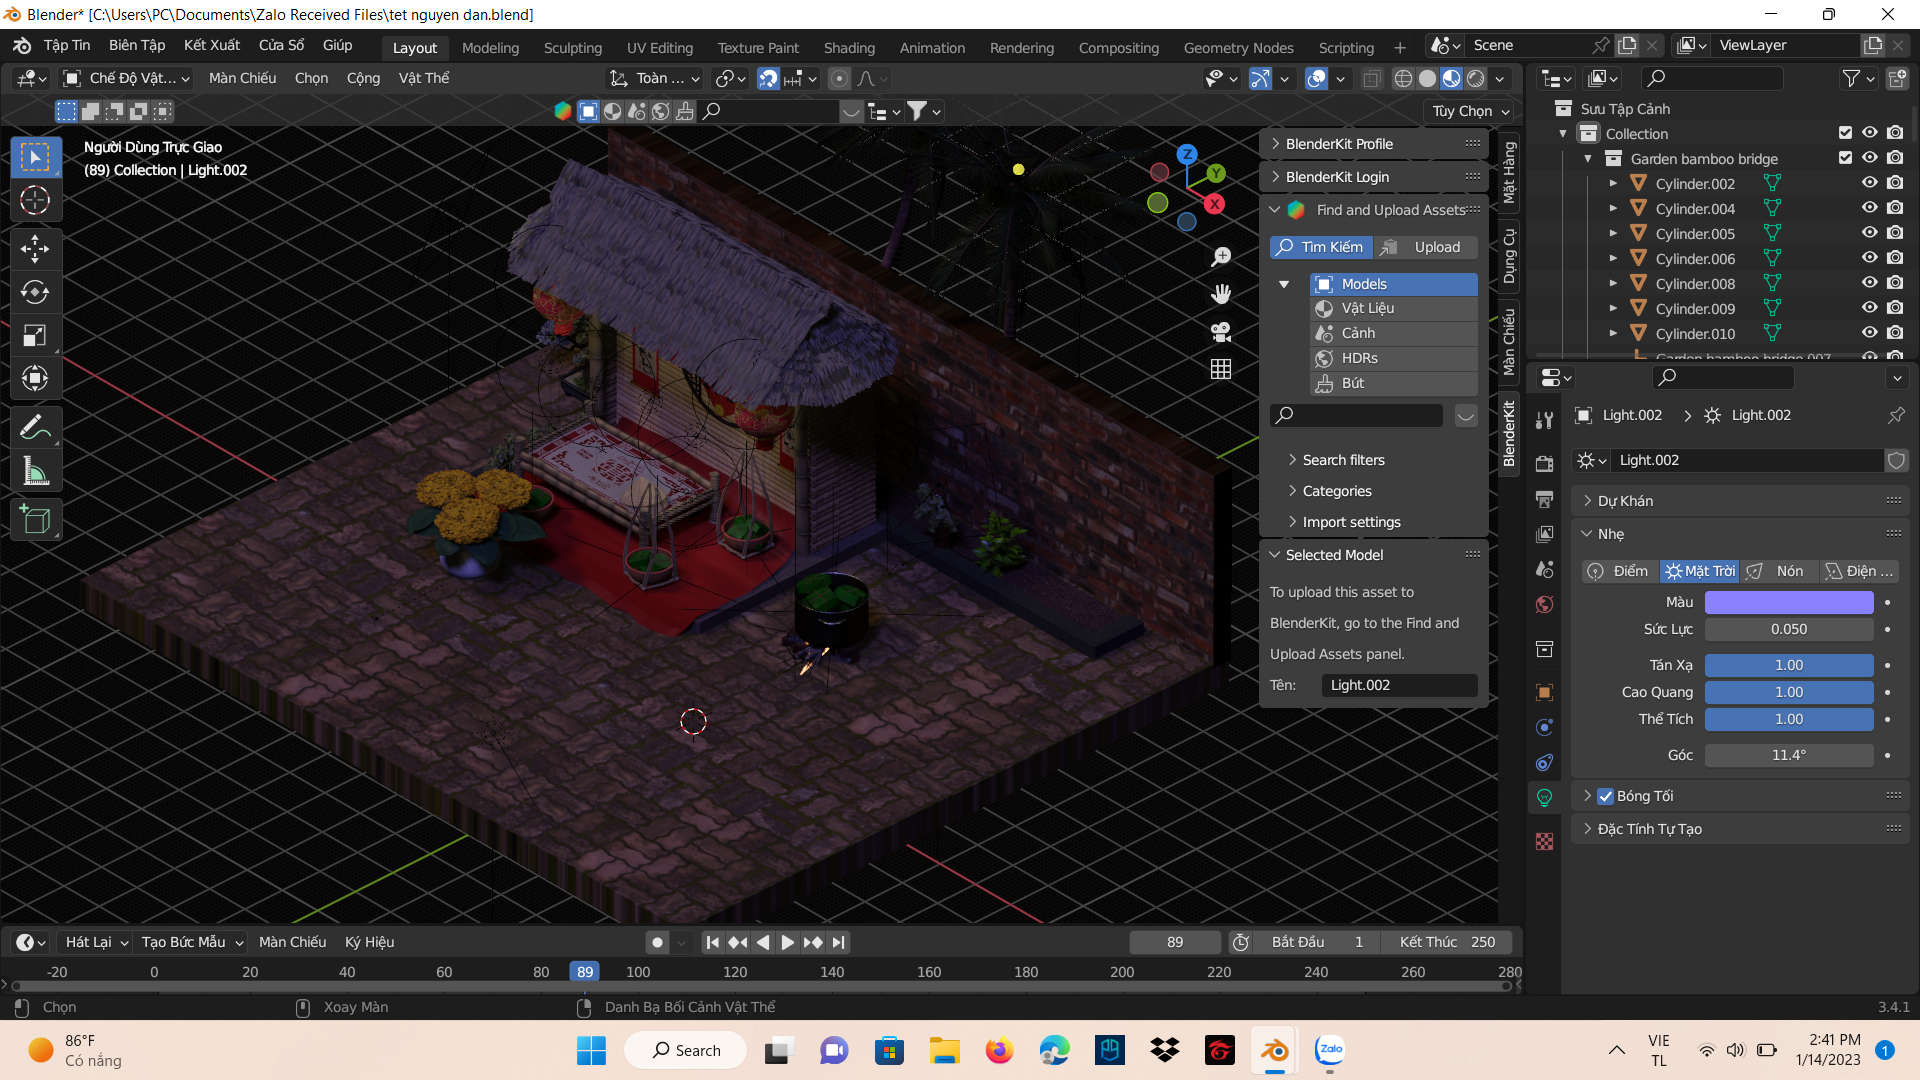 Blender* [C:\Users\PC\Documents\Zalo Received Files\tet nguyen dan.blend]
Tập Tin Biên Tập Kết Xuất Cửa Sổ Giúp
Layout Modeling Sculpting UV Editing Texture Paint Shading Animation Rendering Compositing Geometry Nodes Scripting +
Scene
ViewLayer
Chế Độ Vật... Màn Chiếu Chọn Cộng Vật Thể
Toàn ...
Tùy Chọn
Người Dùng Trực Giao
(89) Collection | Light.002
Z
Y
X
BlenderKit Profile
BlenderKit Login
Find and Upload Assets
Tìm Kiếm Upload
Models
Vật Liệu
Cảnh
HDRs
Bút
Search filters
Categories
Import settings
Selected Model
To upload this asset to
BlenderKit, go to the Find and
Upload Assets panel.
Tên: Light.002
Mặt Hàng
Dụng Cụ
Màn Chiếu
BlenderKit
Sưu Tập Cảnh
Collection
Garden bamboo bridge
Cylinder.002
Cylinder.004
Cylinder.005
Cylinder.006
Cylinder.008
Cylinder.009
Cylinder.010
Garden bamboo bridge.007
Light.002 > Light.002
Light.002
Dự Khán
Nhẹ
Điểm Mặt Trời Nón Điện ...
Màu
Sức Lực 0.050
Tán Xạ 1.00
Cao Quang 1.00
Thể Tích 1.00
Góc 11.4°
Bóng Tối
Đặc Tính Tự Tạo
Hát Lại Tạo Bức Mẫu Màn Chiếu Ký Hiệu
89 Bắt Đầu 1 Kết Thúc 250
-20 0 20 40 60 80 89 100 120 140 160 180 200 220 240 260 280
Chọn Xoay Màn Danh Bạ Bối Cảnh Vật Thể 3.4.1
86°F
Có nắng
Search
Zalo
VIE
TL
2:41 PM
1/14/2023
1